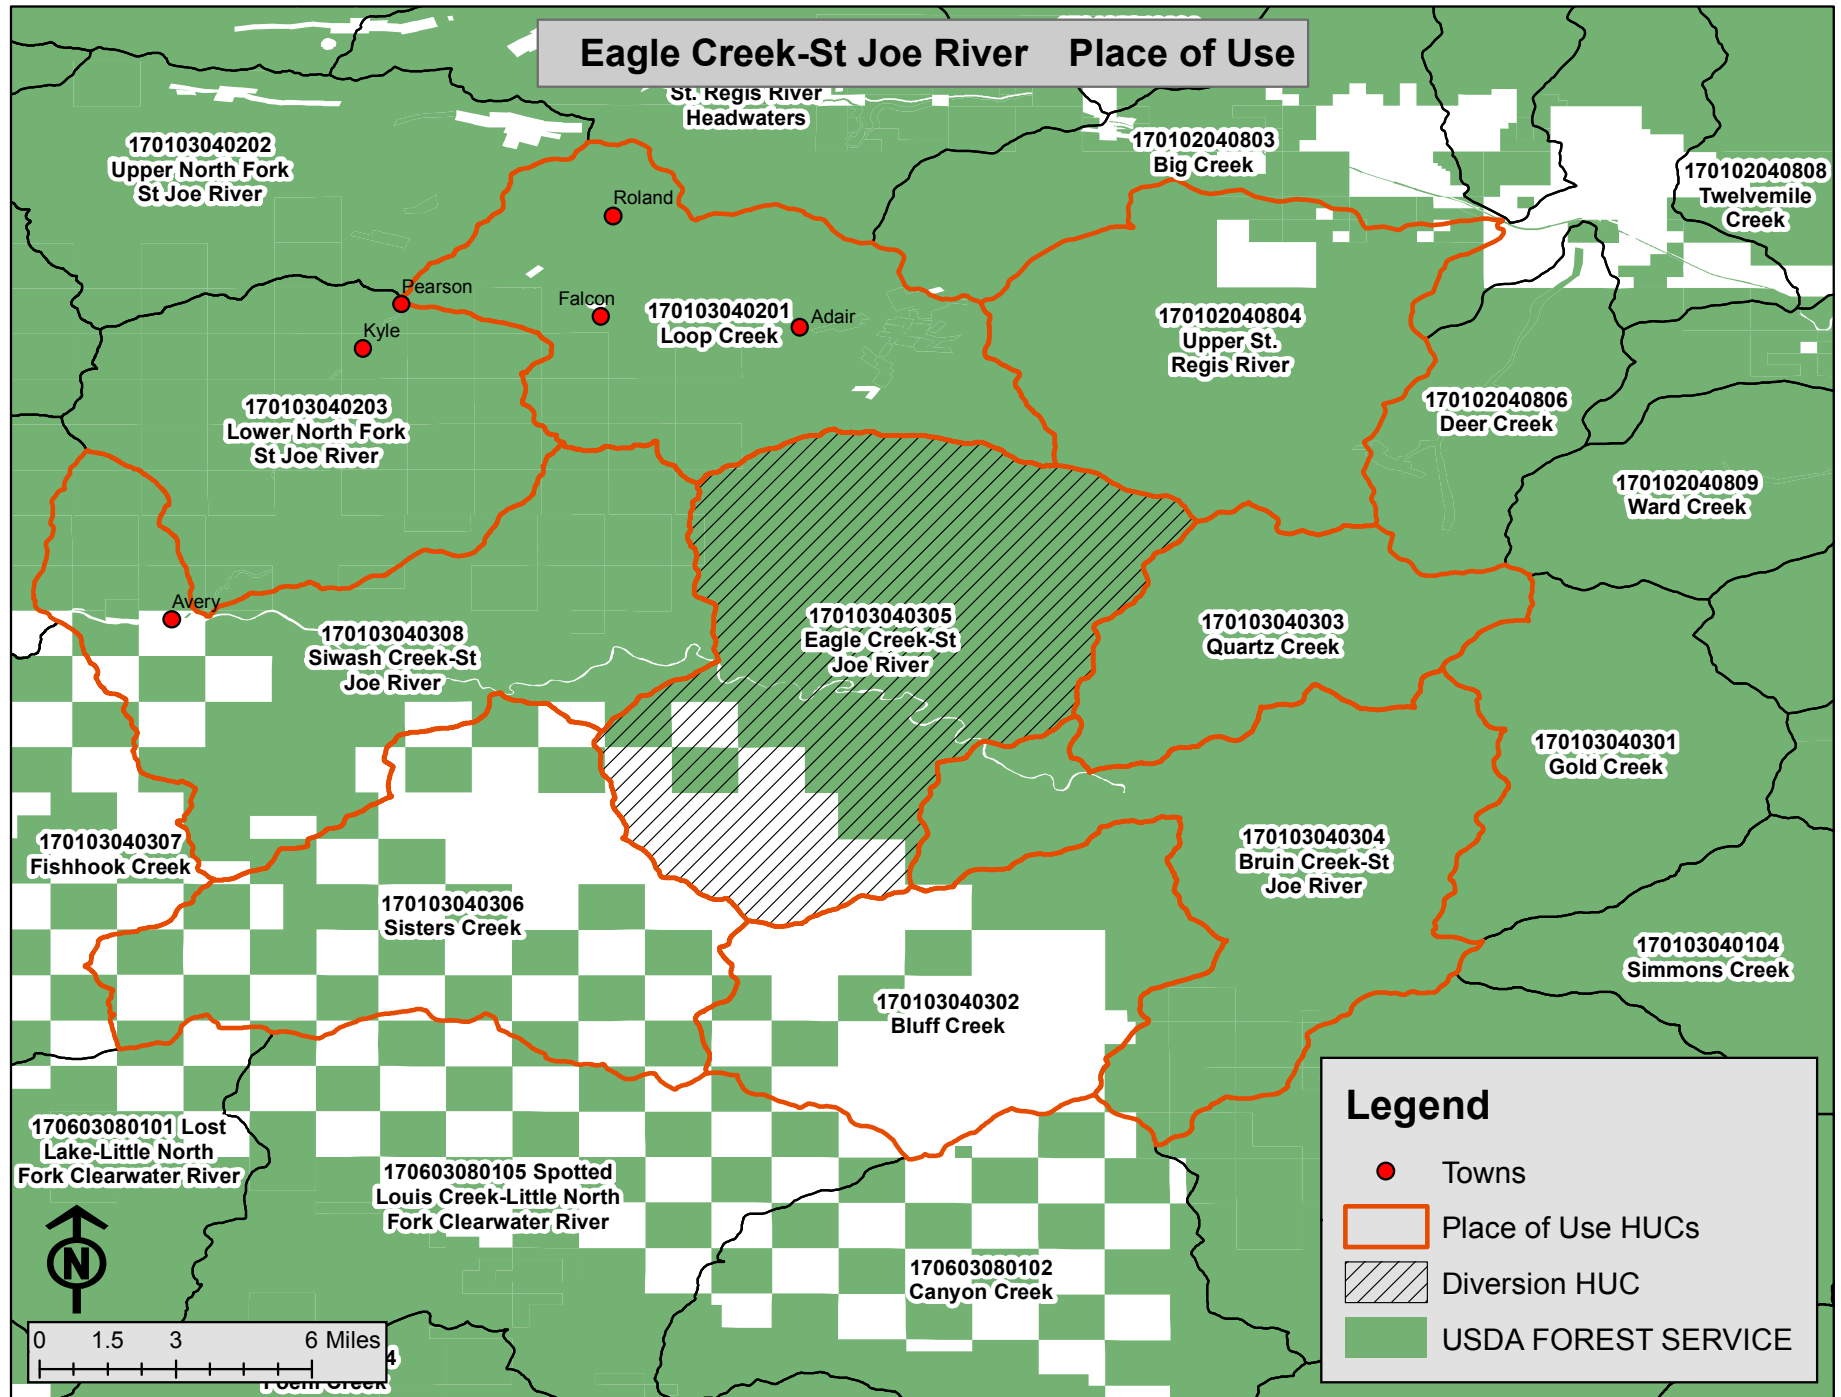 Eagle Creek-St Joe River Place of Use
St. Regis River
Headwaters
170103040202
Upper North Fork
St Joe River
170102040803
Big Creek
170102040808
Twelvemile
Creek
Roland
Pearson
Falcon
Kyle
170103040201
Loop Creek
Adair
170102040804
Upper St.
Regis River
170103040203
Lower North Fork
St Joe River
170102040806
Deer Creek
170102040809
Ward Creek
Avery
170103040308
Siwash Creek-St
Joe River
170103040305
Eagle Creek-St
Joe River
170103040303
Quartz Creek
170103040301
Gold Creek
170103040307
Fishhook Creek
170103040304
Bruin Creek-St
Joe River
170103040306
Sisters Creek
170103040104
Simmons Creek
170103040302
Bluff Creek
170603080101 Lost
Lake-Little North
Fork Clearwater River
170603080105 Spotted
Louis Creek-Little North
Fork Clearwater River
170603080102
Canyon Creek
Legend
Towns
Place of Use HUCs
Diversion HUC
USDA FOREST SERVICE
N
0 1.5 3 6 Miles
4
Creek